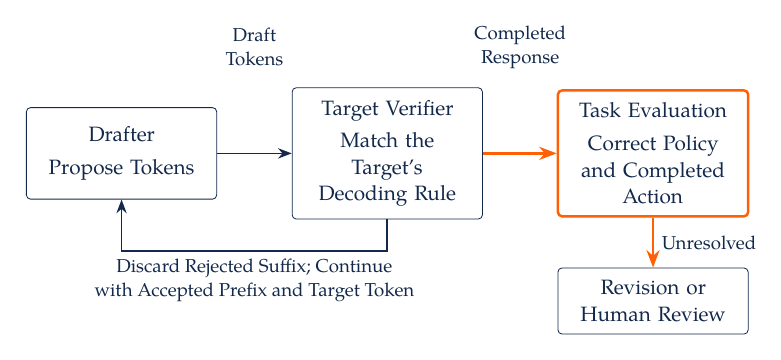 Draft
Tokens
Completed
Response
Drafter
Propose Tokens
Target Verifier
Match the
Target's
Decoding Rule
Task Evaluation
Correct Policy
and Completed
Action
Discard Rejected Suffix; Continue
with Accepted Prefix and Target Token
Unresolved
Revision or
Human Review